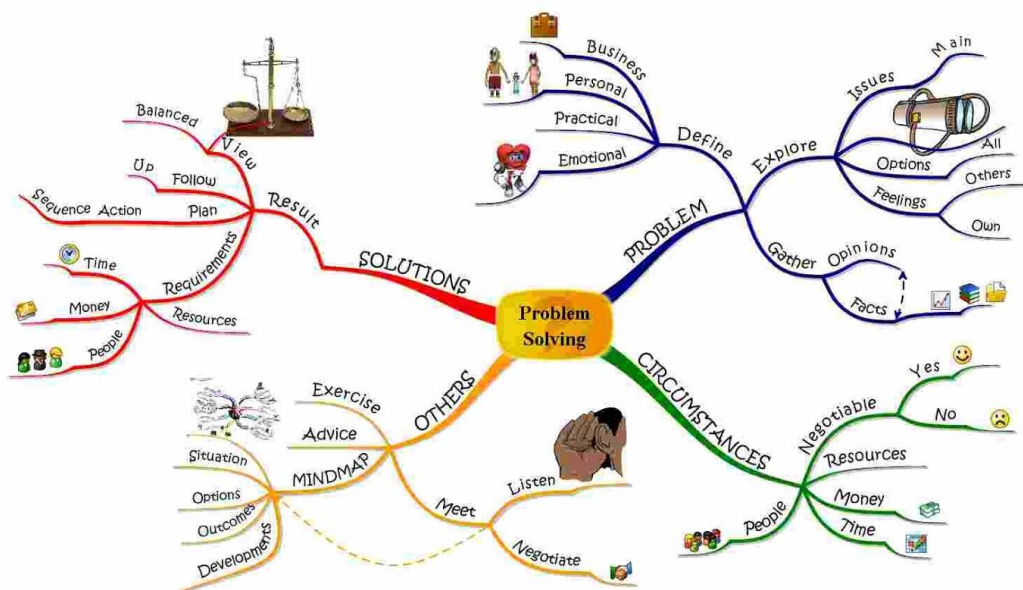 Problem
Solving
PROBLEM
Define
Business
Personal
Practical
Emotional
Explore
Issues
Main
Options
All
Feelings
Others
Own
Gather
Opinions
Facts
CIRCUMSTANCES
Negotiable
Yes
No
Resources
Money
Time
People
OTHERS
Exercise
Advice
MINDMAP
Situation
Options
Outcomes
Developments
Meet
Listen
Negotiate
SOLUTIONS
Result
View
Balanced
Follow
Up
Plan
Action
Sequence
Requirements
Time
Money
People
Resources